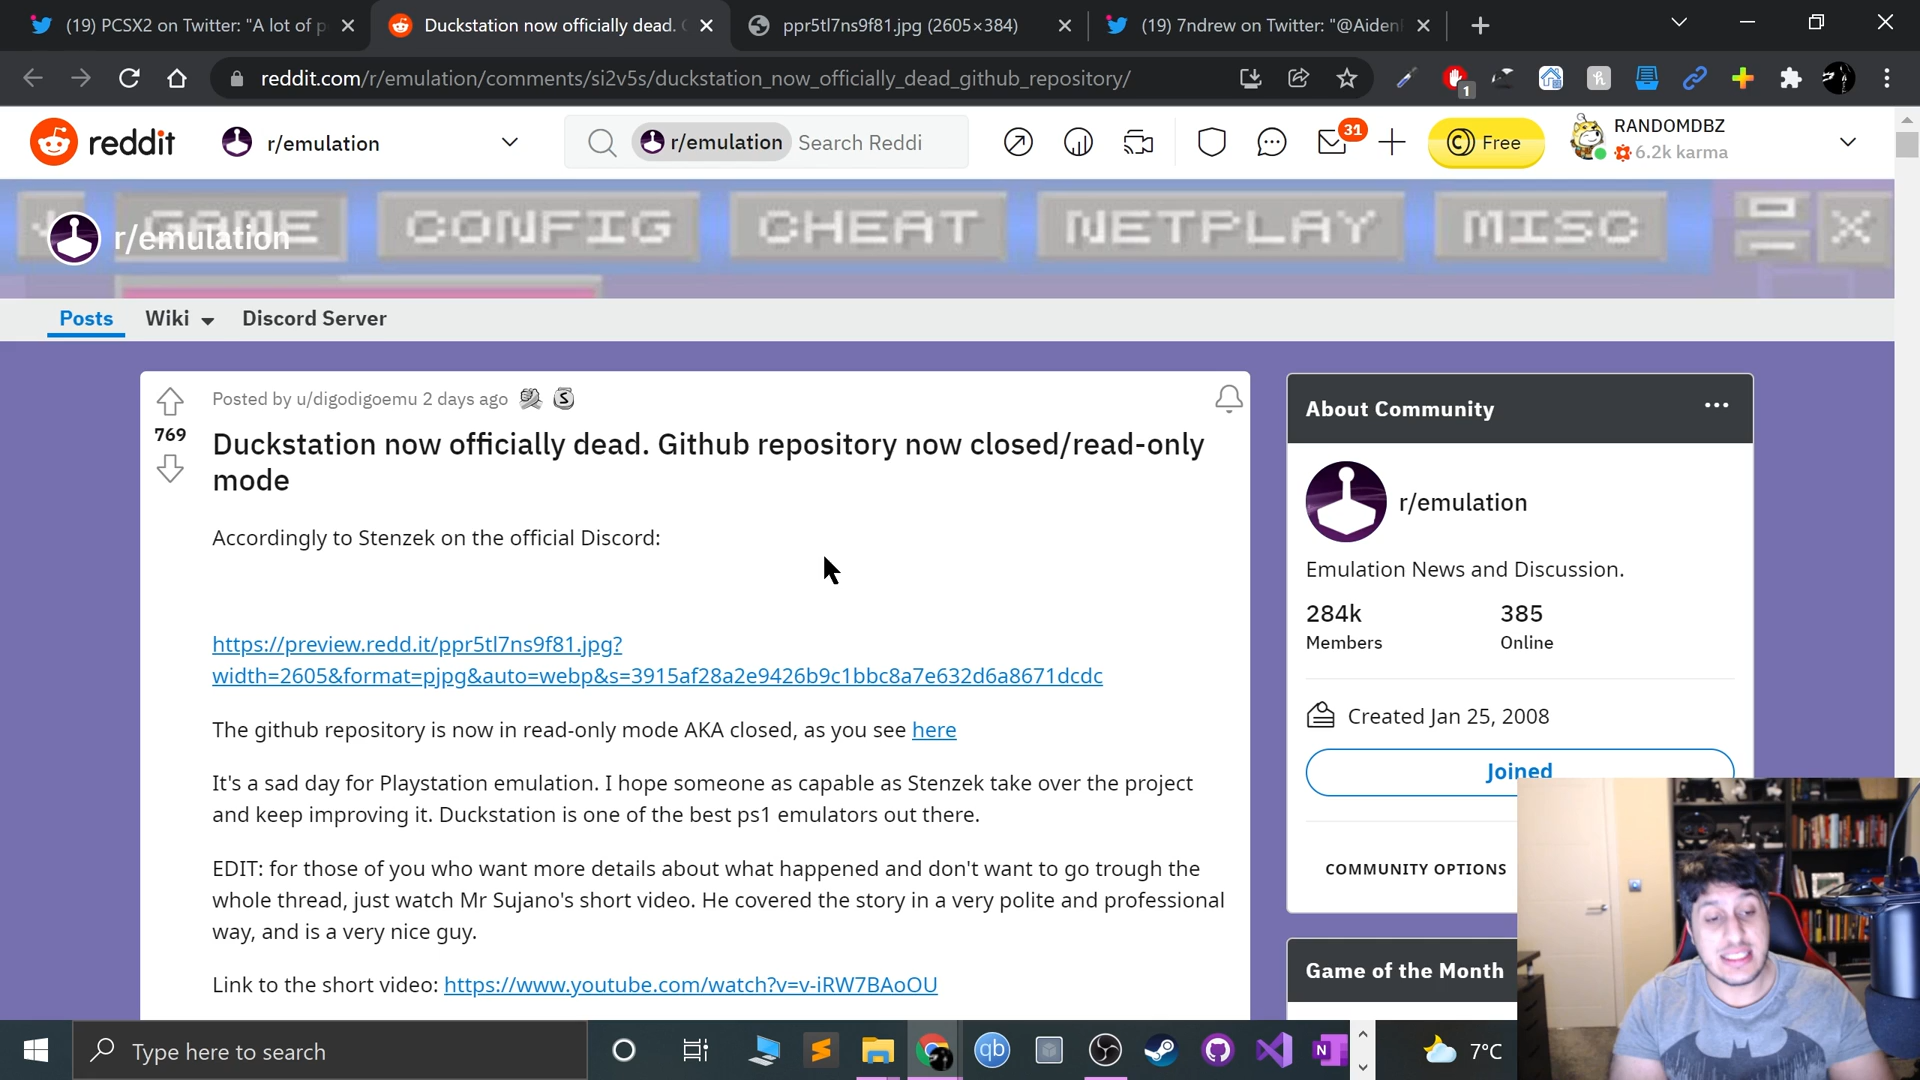 (19) PCSX2 on Twitter: "A lot of p
Duckstation now officially dead.
ppr5tl7ns9f81.jpg (2605×384)
(19) 7ndrew on Twitter: "@Aiden
reddit.com/r/emulation/comments/si2v5s/duckstation_now_officially_dead_github_repository/
1
reddit
r/emulation
r/emulation
Search Reddi
31
Free
RANDOMDBZ
6.2k karma
GAME
CONFIG
CHEAT
NETPLAY
MISC
r/emulation
Posts
Wiki
Discord Server
Posted by u/digodigoemu 2 days ago
S
769
Duckstation now officially dead. Github repository now closed/read-only
mode
Accordingly to Stenzek on the official Discord:
https://preview.redd.it/ppr5tl7ns9f81.jpg?
width=2605&format=pjpg&auto=webp&s=3915af28a2e9426b9c1bbc8a7e632d6a8671dcdc
The github repository is now in read-only mode AKA closed, as you see here
It's a sad day for Playstation emulation. I hope someone as capable as Stenzek take over the project
and keep improving it. Duckstation is one of the best ps1 emulators out there.
EDIT: for those of you who want more details about what happened and don't want to go trough the
whole thread, just watch Mr Sujano's short video. He covered the story in a very polite and professional
way, and is a very nice guy.
Link to the short video: https://www.youtube.com/watch?v=v-iRW7BAoOU
About Community
r/emulation
Emulation News and Discussion.
284k
385
Members
Online
Created Jan 25, 2008
Joined
COMMUNITY OPTIONS
Game of the Month
Type here to search
qb
N
7°C